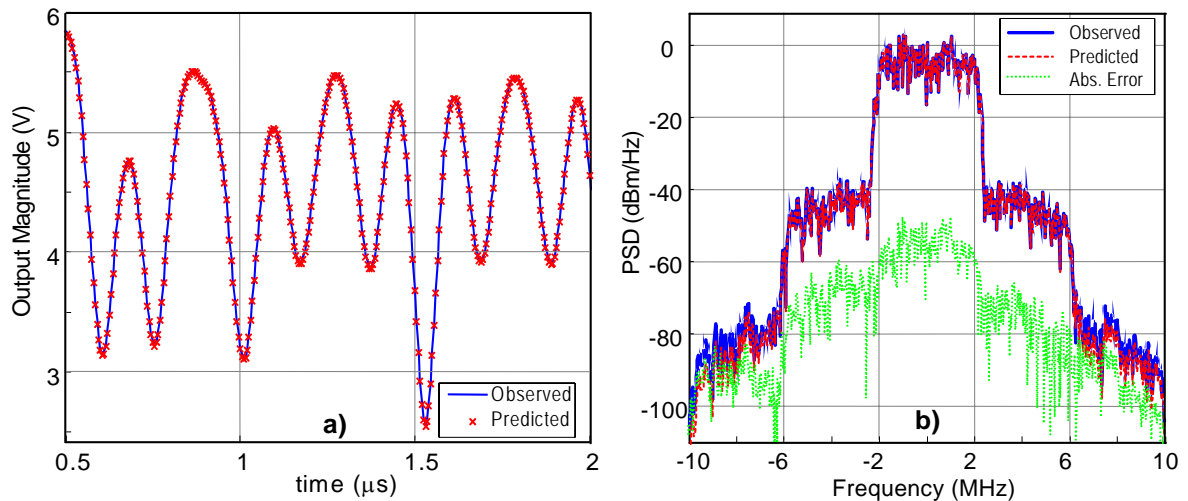 6
5
4
3
0.5
1
1.5
2
Output Magnitude (V)
time (μs)
a)
Observed
Predicted
0
-20
-40
-60
-80
-100
-10
-6
-2
2
6
10
PSD (dBm/Hz)
Frequency (MHz)
b)
Observed
Predicted
Abs. Error